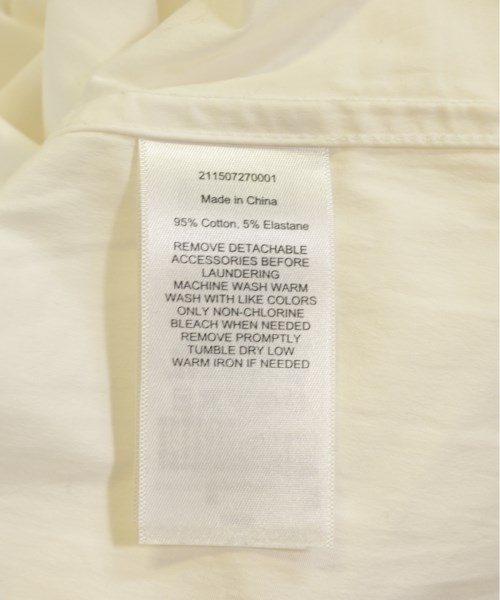 211507270001
Made in China
95% Cotton, 5% Elastane
REMOVE DETACHABLE
ACCESSORIES BEFORE
LAUNDERING
MACHINE WASH WARM
WASH WITH LIKE COLORS
ONLY NON-CHLORINE
BLEACH WHEN NEEDED
REMOVE PROMPTLY
TUMBLE DRY LOW
WARM IRON IF NEEDED